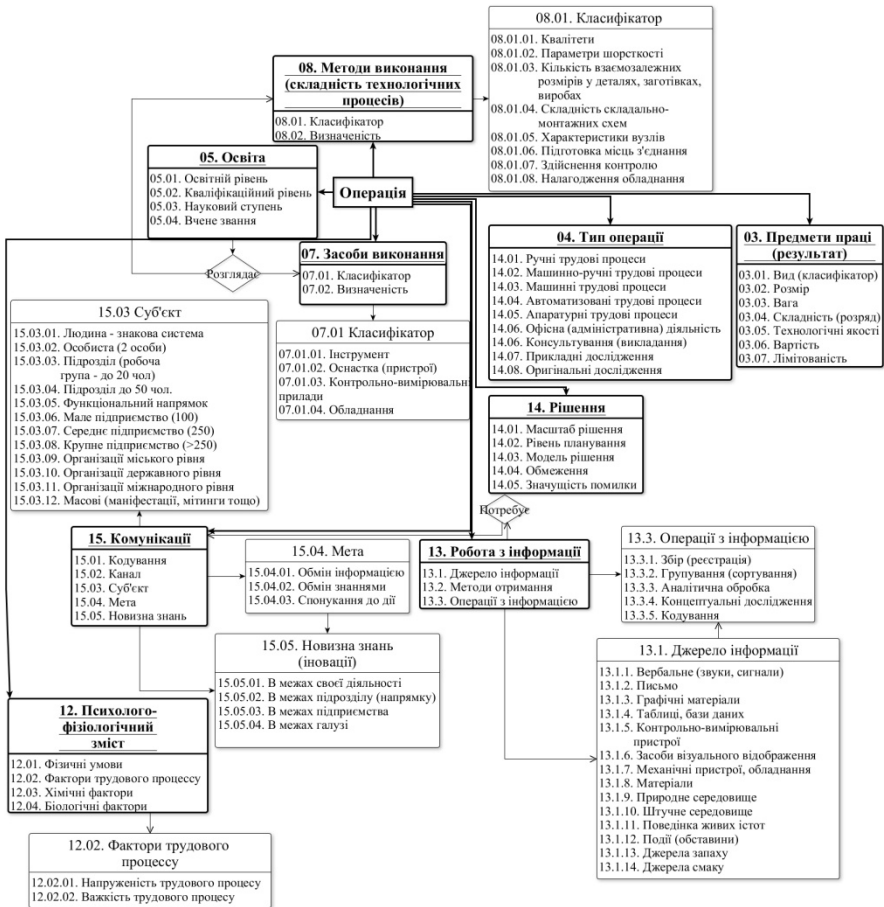 08.01. Класифікатор
08.01.01. Квалітети
08.01.02. Параметри шорсткості
08.01.03. Кількість взаємозалежних
розмірів у деталях, заготівках,
виробах
08.01.04. Складність складально-
монтажних схем
08.01.05. Характеристики вузлів
08.01.06. Підготовка місць з'єднання
08.01.07. Здійснення контролю
08.01.08. Налагодження обладнання
08. Методи виконання
(складність технологічних
процесів)
08.01. Класифікатор
08.02. Визначеність
05. Освіта
05.01. Освітній рівень
05.02. Кваліфікаційний рівень
05.03. Науковий ступень
05.04. Вчене звання
Операція
Розглядає
07. Засоби виконання
07.01. Класифікатор
07.02. Визначеність
04. Тип операції
14.01. Ручні трудові процеси
14.02. Машинно-ручні трудові процеси
14.03. Машинні трудові процеси
14.04. Автоматизовані трудові процеси
14.05. Апаратурні трудові процеси
14.06. Офісна (адміністративна) діяльність
14.06. Консультування (викладання)
14.07. Прикладні дослідження
14.08. Оригінальні дослідження
03. Предмети праці
(результат)
03.01. Вид (класифікатор)
03.02. Розмір
03.03. Вага
03.04. Складність (розряд)
03.05. Технологічні якості
03.06. Вартість
03.07. Лімітованість
15.03 Суб'єкт
15.03.01. Людина - знакова система
15.03.02. Особиста (2 особи)
15.03.03. Підрозділ (робоча
група - до 20 чол)
15.03.04. Підрозділ до 50 чол.
15.03.05. Функціональний напрямок
15.03.06. Мале підприємство (100)
15.03.07. Середнє підприємство (250)
15.03.08. Крупне підприємство (>250)
15.03.09. Організації міського рівня
15.03.10. Організації державного рівня
15.03.11. Організації міжнародного рівня
15.03.12. Масові (маніфестації, мітинги тощо)
07.01 Класифікатор
07.01.01. Інструмент
07.01.02. Оснастка (пристрої)
07.01.03. Контрольно-вимірювальні
прилади
07.01.04. Обладнання
14. Рішення
14.01. Масштаб рішення
14.02. Рівень планування
14.03. Модель рішення
14.04. Обмеження
14.05. Значущість помилки
Потребує
15. Комунікації
15.01. Кодування
15.02. Канал
15.03. Суб'єкт
15.04. Мета
15.05. Новизна знань
15.04. Мета
15.04.01. Обмін інформацією
15.04.02. Обмін знаннями
15.04.03. Спонукання до дії
13. Робота з інформації
13.1. Джерело інформації
13.2. Методи отримання
13.3. Операції з інформацією
13.3. Операції з інформацією
13.3.1. Збір (реєстрація)
13.3.2. Групування (сортування)
13.3.3. Аналітична обробка
13.3.4. Концептуальні дослідження
13.3.5. Кодування
15.05. Новизна знань
(іновації)
15.05.01. В межах своєї діяльності
15.05.02. В межах підрозділу (напрямку)
15.05.03. В межах підприємства
15.05.04. В межах галузі
13.1. Джерело інформації
13.1.1. Вербальне (звуки, сигнали)
13.1.2. Письмо
13.1.3. Графічні матеріали
13.1.4. Таблиці, бази даних
13.1.5. Контрольно-вимірювальні
пристрої
13.1.6. Засоби візуального відображення
13.1.7. Механічні пристрої, обладнання
13.1.8. Матеріали
13.1.9. Природне середовище
13.1.10. Штучне середовище
13.1.11. Поведінка живих істот
13.1.12. Події (обставини)
13.1.13. Джерела запаху
13.1.14. Джерела смаку
12. Психолого-
фізіологічний
зміст
12.01. Фізичні умови
12.02. Фактори трудового процессу
12.03. Хімічні фактори
12.04. Біологічні фактори
12.02. Фактори трудового
процессу
12.02.01. Напруженість трудового процесу
12.02.02. Важкість трудового процесу